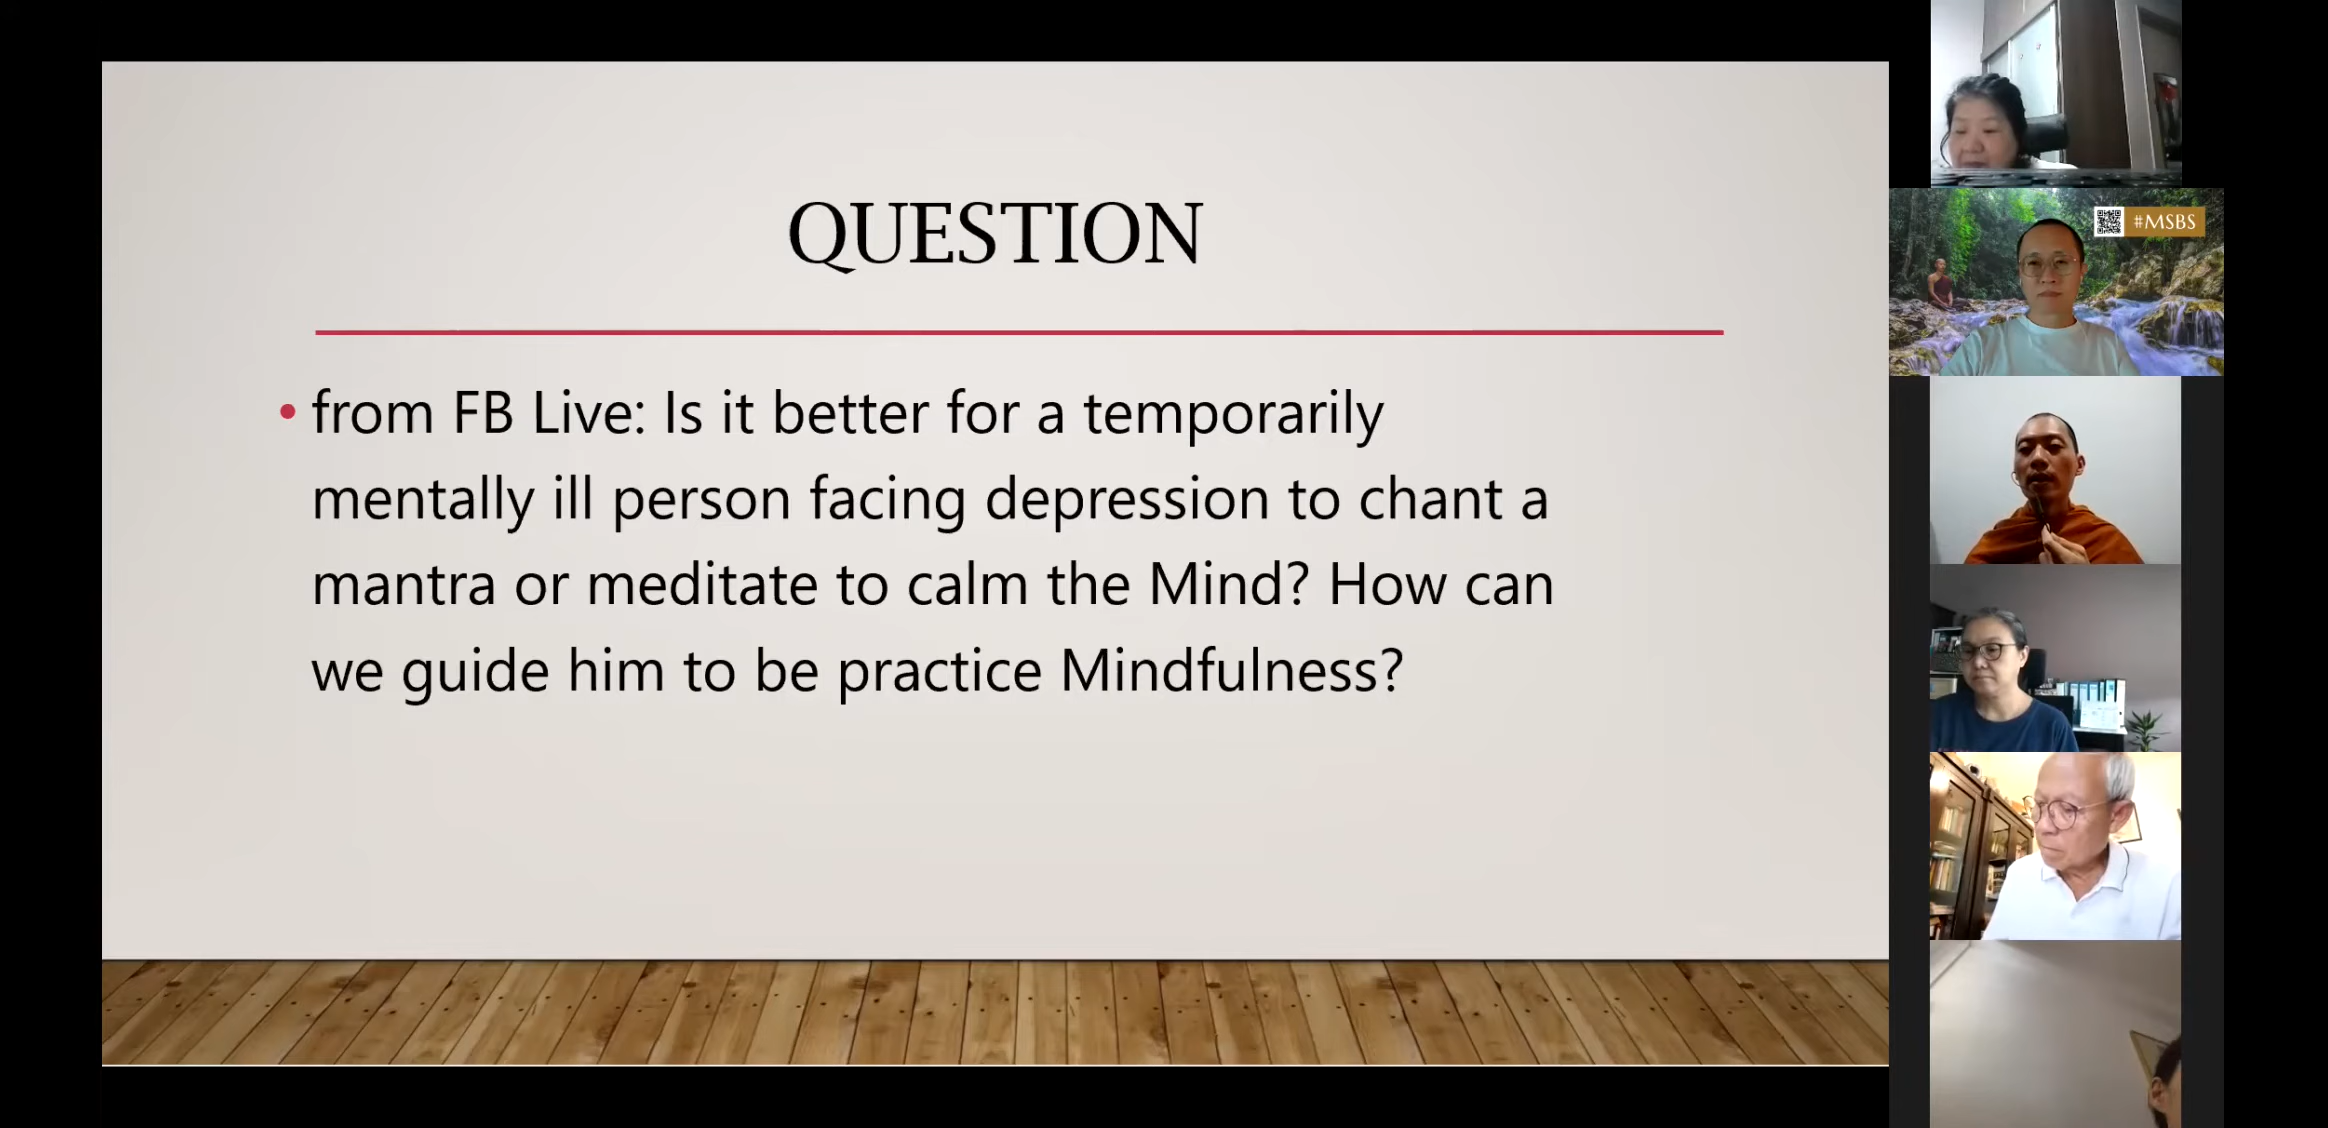 QUESTION
#MSBS
• from FB Live: Is it better for a temporarily
mentally ill person facing depression to chant a
mantra or meditate to calm the Mind? How can
we guide him to be practice Mindfulness?